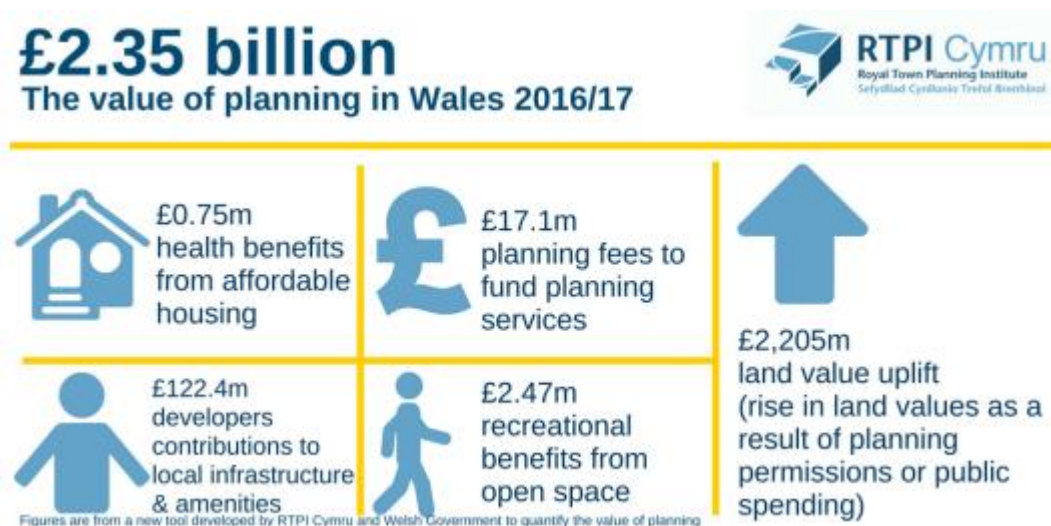 £2.35 billion
The value of planning in Wales 2016/17
RTPI Cymru
Royal Town Planning Institute
Sefydliad Cynllunio Trefol Brenhinol
£0.75m
health benefits
from affordable
housing
£17.1m
planning fees to
fund planning
services
£2,205m
land value uplift
(rise in land values as a
result of planning
permissions or public
spending)
£122.4m
developers
contributions to
local infrastructure
& amenities
£2.47m
recreational
benefits from
open space
Figures are from a new tool developed by RTPI Cymru and Welsh Government to quantify the value of planning